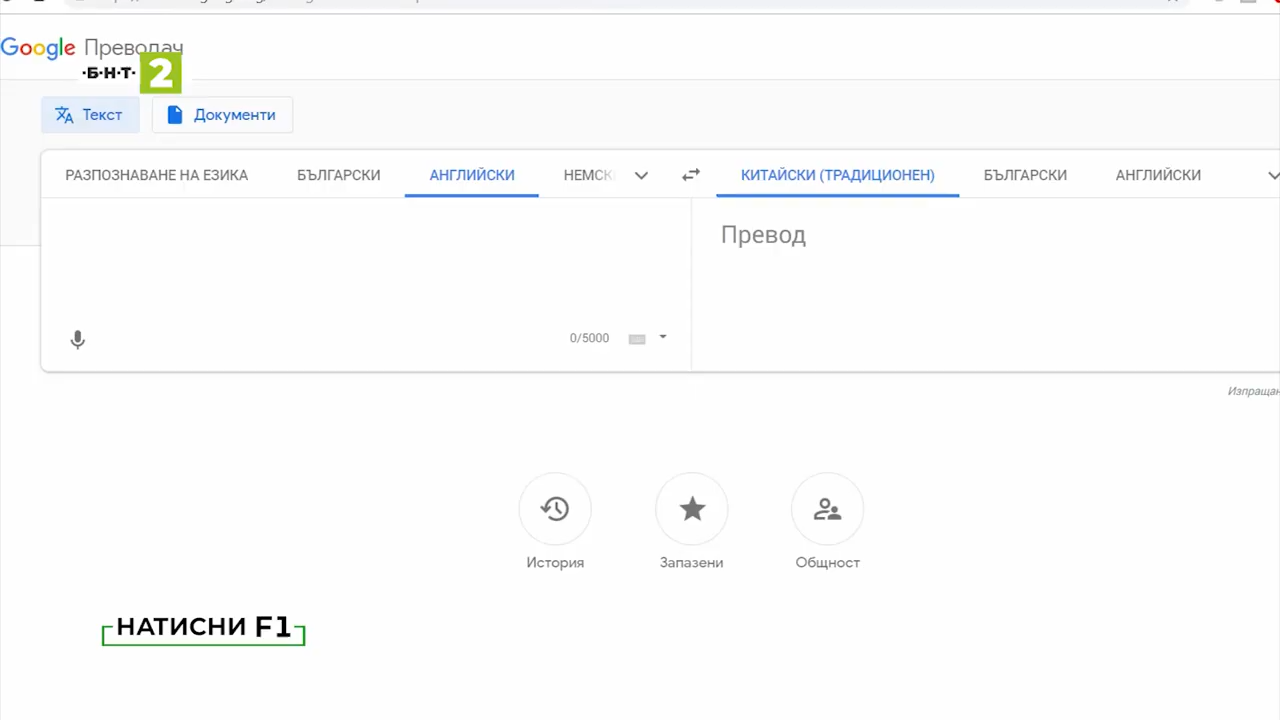 Google Преводач
·Б·Н·Т· 2
Текст
Документи
РАЗПОЗНАВАНЕ НА ЕЗИКА
БЪЛГАРСКИ
АНГЛИЙСКИ
НЕМСК
КИТАЙСКИ (ТРАДИЦИОНЕН)
БЪЛГАРСКИ
АНГЛИЙСКИ
Превод
0/5000
Изпращан
История
Запазени
Общност
НАТИСНИ F1